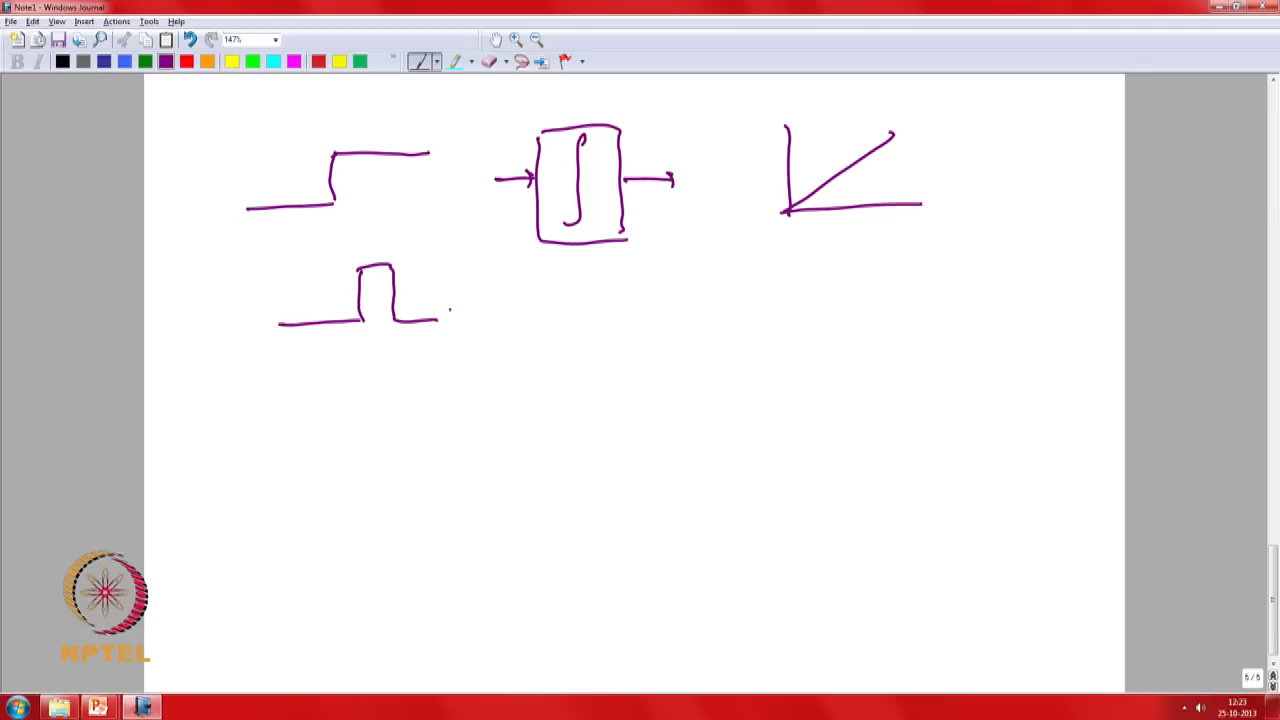 Note1 - Windows Journal
File Edit View Insert Actions Tools Help
147%
B I
∫
NPTEL
5 / 5
12:23
25-10-2013